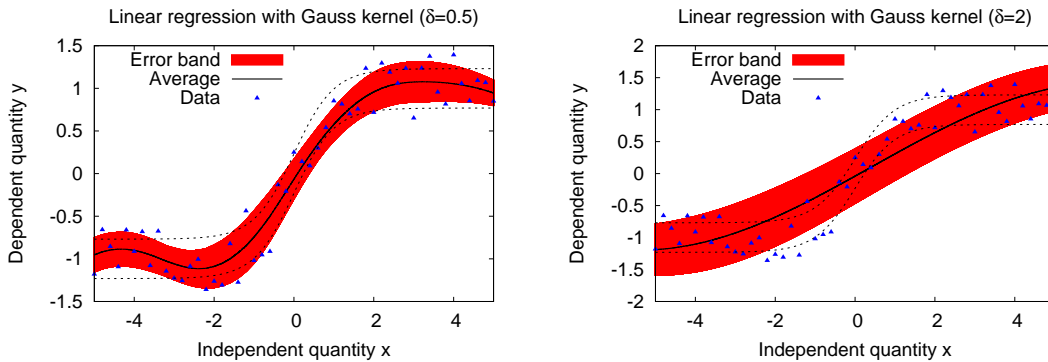 Linear regression with Gauss kernel (δ=0.5)
1.5
1
0.5
0
-0.5
-1
-1.5
-4
-2
0
2
4
Dependent quantity y
Independent quantity x
Error band
Average
Data
Linear regression with Gauss kernel (δ=2)
2
1.5
1
0.5
0
-0.5
-1
-1.5
-2
-4
-2
0
2
4
Dependent quantity y
Independent quantity x
Error band
Average
Data